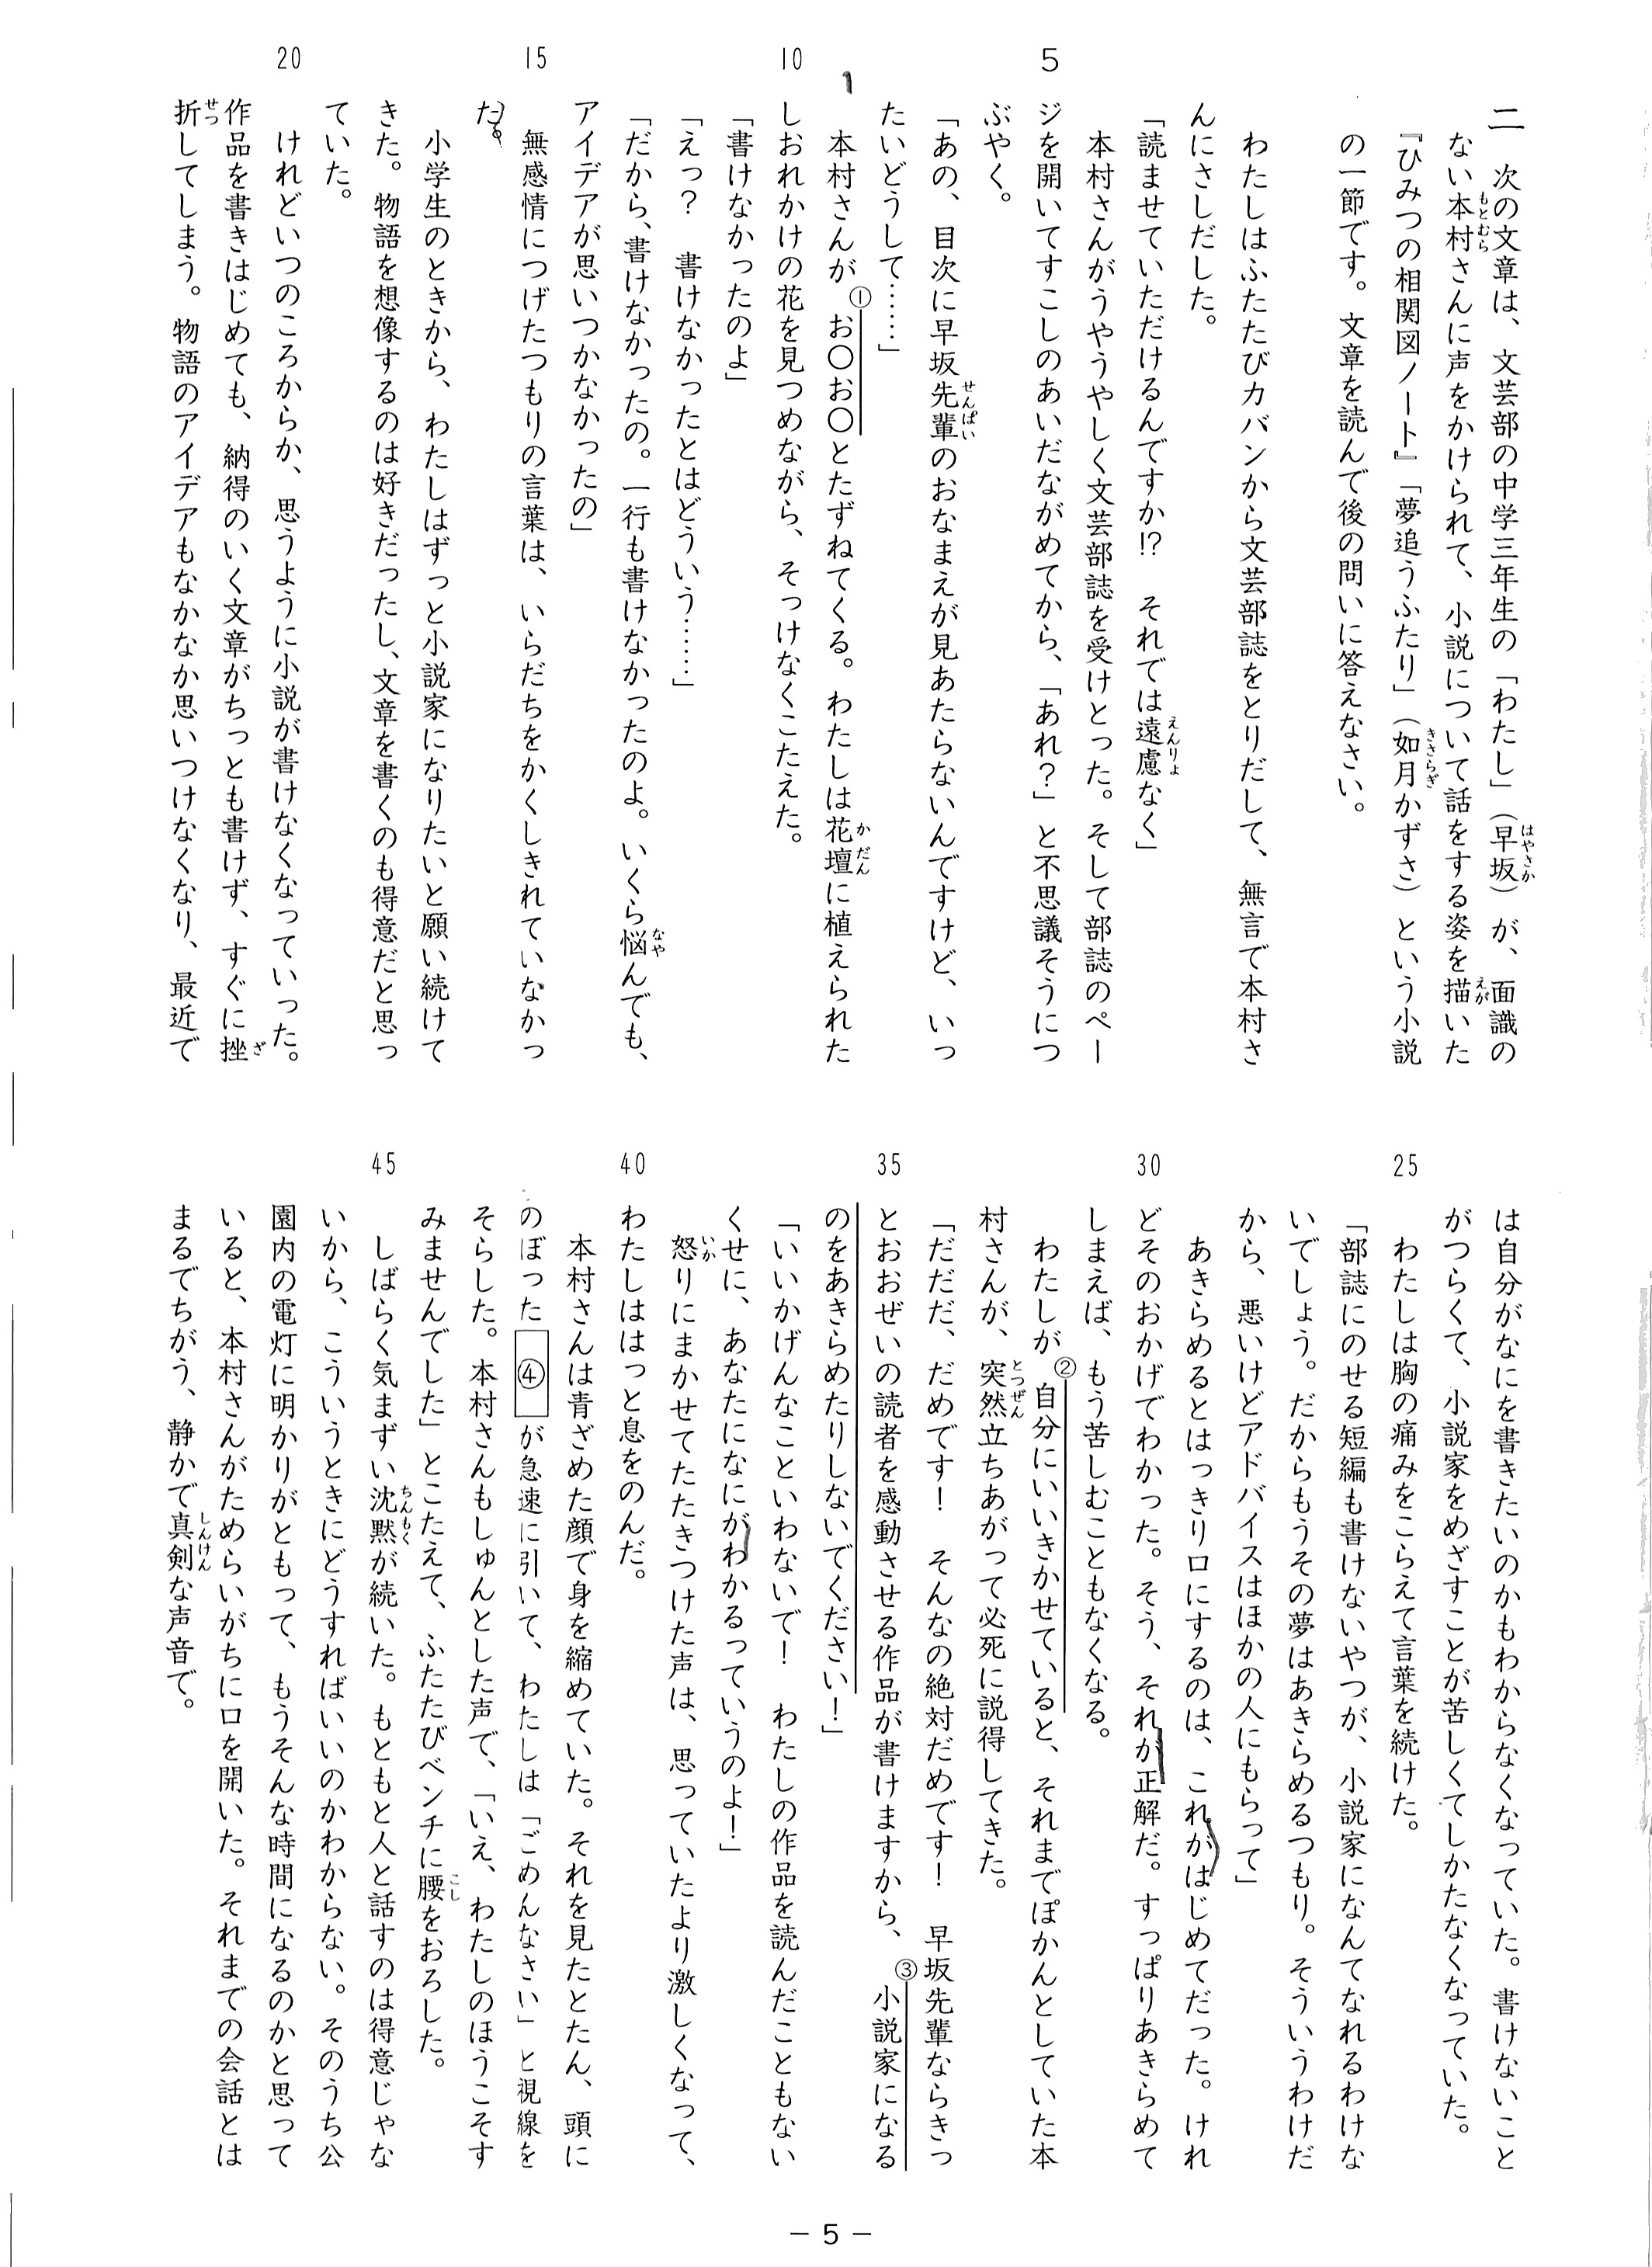 二　次の文章は、文芸部の中学三年生の「わたし」（早坂）が、面識の
ない本村さんに声をかけられて、小説について話をする姿を描いた
『ひみつの相関図ノート』「夢追うふたり」（如月かずさ）という小説
の一節です。文章を読んで後の問いに答えなさい。
わたしはふたたびカバンから文芸部誌をとりだして、無言で本村さ
んにさしだした。
「読ませていただけるんですか!?　それでは遠慮なく」
本村さんがうやうやしく文芸部誌を受けとった。そして部誌のペー
ジを開いてすこしのあいだながめてから、「あれ？」と不思議そうにつ
ぶやく。
「あの、目次に早坂先輩のおなまえが見あたらないんですけど、いっ
たいどうして……」
本村さんが①お〇お〇とたずねてくる。わたしは花壇に植えられた
しおれかけの花を見つめながら、そっけなくこたえた。
「書けなかったのよ」
「えっ？　書けなかったとはどういう……」
「だから、書けなかったの。一行も書けなかったのよ。いくら悩んでも、
アイデアが思いつかなかったの」
無感情につげたつもりの言葉は、いらだちをかくしきれていなかっ
た。
小学生のときから、わたしはずっと小説家になりたいと願い続けて
きた。物語を想像するのは好きだったし、文章を書くのも得意だと思っ
ていた。
けれどいつのころからか、思うように小説が書けなくなっていった。
作品を書きはじめても、納得のいく文章がちっとも書けず、すぐに挫
折してしまう。物語のアイデアもなかなか思いつけなくなり、最近で
は自分がなにを書きたいのかもわからなくなっていた。書けないこと
がつらくて、小説家をめざすことが苦しくてしかたなくなっていた。
わたしは胸の痛みをこらえて言葉を続けた。
「部誌にのせる短編も書けないやつが、小説家になんてなれるわけな
いでしょう。だからもうその夢はあきらめるつもり。そういうわけだ
から、悪いけどアドバイスはほかの人にもらって」
あきらめるとはっきり口にするのは、これがはじめてだった。けれ
どそのおかげでわかった。そう、それが正解だ。すっぱりあきらめて
しまえば、もう苦しむこともなくなる。
わたしが②自分にいいきかせていると、それまでぽかんとしていた本
村さんが、突然立ちあがって必死に説得してきた。
「だだだ、だめです！　そんなの絶対だめです！　早坂先輩ならきっ
とおおぜいの読者を感動させる作品が書けますから、③小説家になる
のをあきらめたりしないでください！」
「いいかげんなこといわないで！　わたしの作品を読んだこともない
くせに、あなたになにがわかるっていうのよ！」
怒りにまかせてたたきつけた声は、思っていたより激しくなって、
わたしははっと息をのんだ。
本村さんは青ざめた顔で身を縮めていた。それを見たとたん、頭に
のぼった④が急速に引いて、わたしは「ごめんなさい」と視線を
そらした。本村さんもしゅんとした声で、「いえ、わたしのほうこそす
みませんでした」とこたえて、ふたたびベンチに腰をおろした。
しばらく気まずい沈黙が続いた。もともと人と話すのは得意じゃな
いから、こういうときにどうすればいいのかわからない。そのうち公
園内の電灯に明かりがともって、もうそんな時間になるのかと思って
いると、本村さんがためらいがちに口を開いた。それまでの会話とは
まるでちがう、静かで真剣な声音で。
5
10
15
20
25
30
35
40
45
－５－